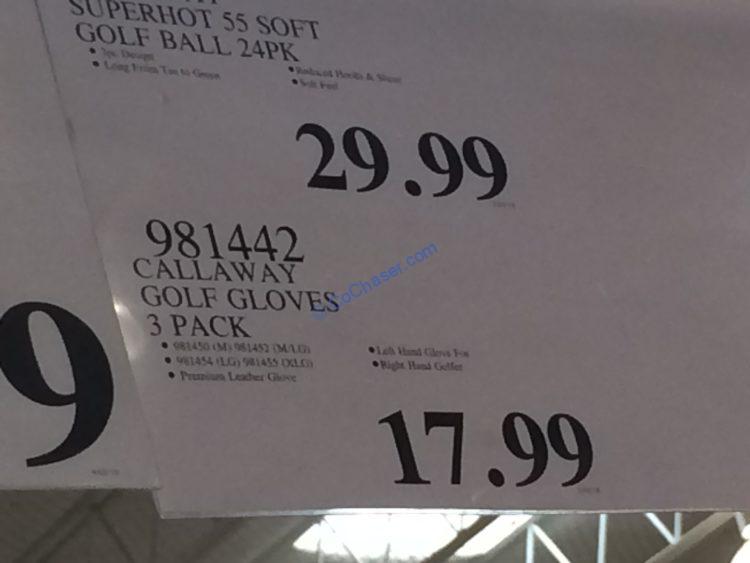 SUPERHOT 55 SOFT
GOLF BALL 24PK
• 3pc Design
• Long From Tee to Green
• Reduced Hooks & Slices
• Soft Feel
29.99
981442
CALLAWAY
GOLF GLOVES
3 PACK
• 981450 (M) 981452 (M/LG)
• 981454 (LG) 981455 (XLG)
• Premium Leather Glove
• Left Hand Glove For
• Right Hand Golfer
17.99
9
CoChaser.com